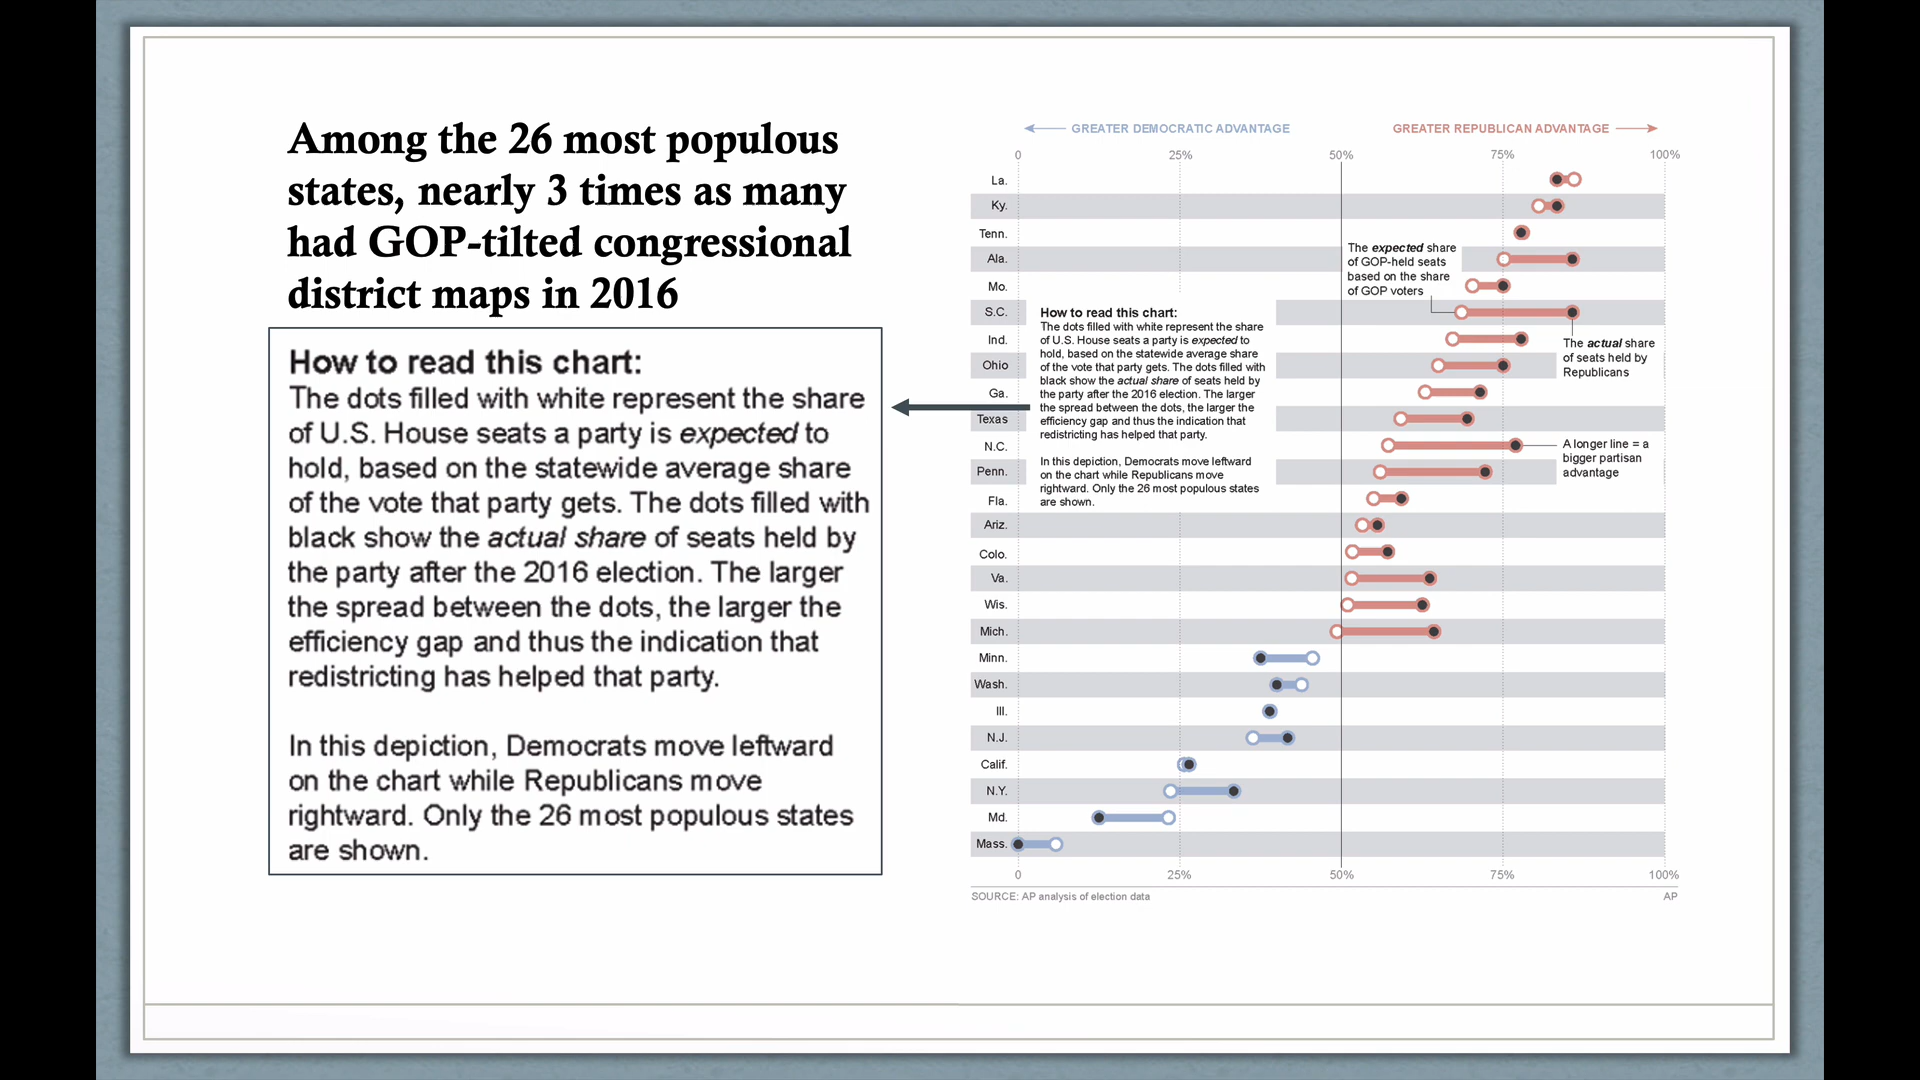 Among the 26 most populous
states, nearly 3 times as many
had GOP-tilted congressional
district maps in 2016
How to read this chart:
The dots filled with white represent the share
of U.S. House seats a party is expected to
hold, based on the statewide average share
of the vote that party gets. The dots filled with
black show the actual share of seats held by
the party after the 2016 election. The larger
the spread between the dots, the larger the
efficiency gap and thus the indication that
redistricting has helped that party.
In this depiction, Democrats move leftward
on the chart while Republicans move
rightward. Only the 26 most populous states
are shown.
GREATER DEMOCRATIC ADVANTAGE
GREATER REPUBLICAN ADVANTAGE
0 25% 50% 75% 100%
La.
Ky.
Tenn.
Ala.
Mo.
S.C.
Ind.
Ohio
Ga.
Texas
N.C.
Penn.
Fla.
Ariz.
Colo.
Va.
Wis.
Mich.
Minn.
Wash.
Ill.
N.J.
Calif.
N.Y.
Md.
Mass.
The expected share
of GOP-held seats
based on the share
of GOP voters
How to read this chart:
The dots filled with white represent the share
of U.S. House seats a party is expected to
hold, based on the statewide average share
of the vote that party gets. The dots filled with
black show the actual share of seats held by
the party after the 2016 election. The larger
the spread between the dots, the larger the
efficiency gap and thus the indication that
redistricting has helped that party.
In this depiction, Democrats move leftward
on the chart while Republicans move
rightward. Only the 26 most populous states
are shown.
The actual share
of seats held by
Republicans
A longer line = a
bigger partisan
advantage
0 25% 50% 75% 100%
SOURCE: AP analysis of election data
AP